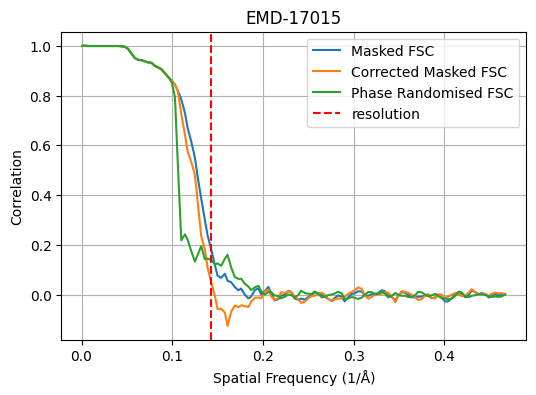 EMD-17015
Masked FSC
Corrected Masked FSC
Phase Randomised FSC
resolution
Correlation
1.0
0.8
0.6
0.4
0.2
0.0
0.0 0.1 0.2 0.3 0.4
Spatial Frequency (1/Å)